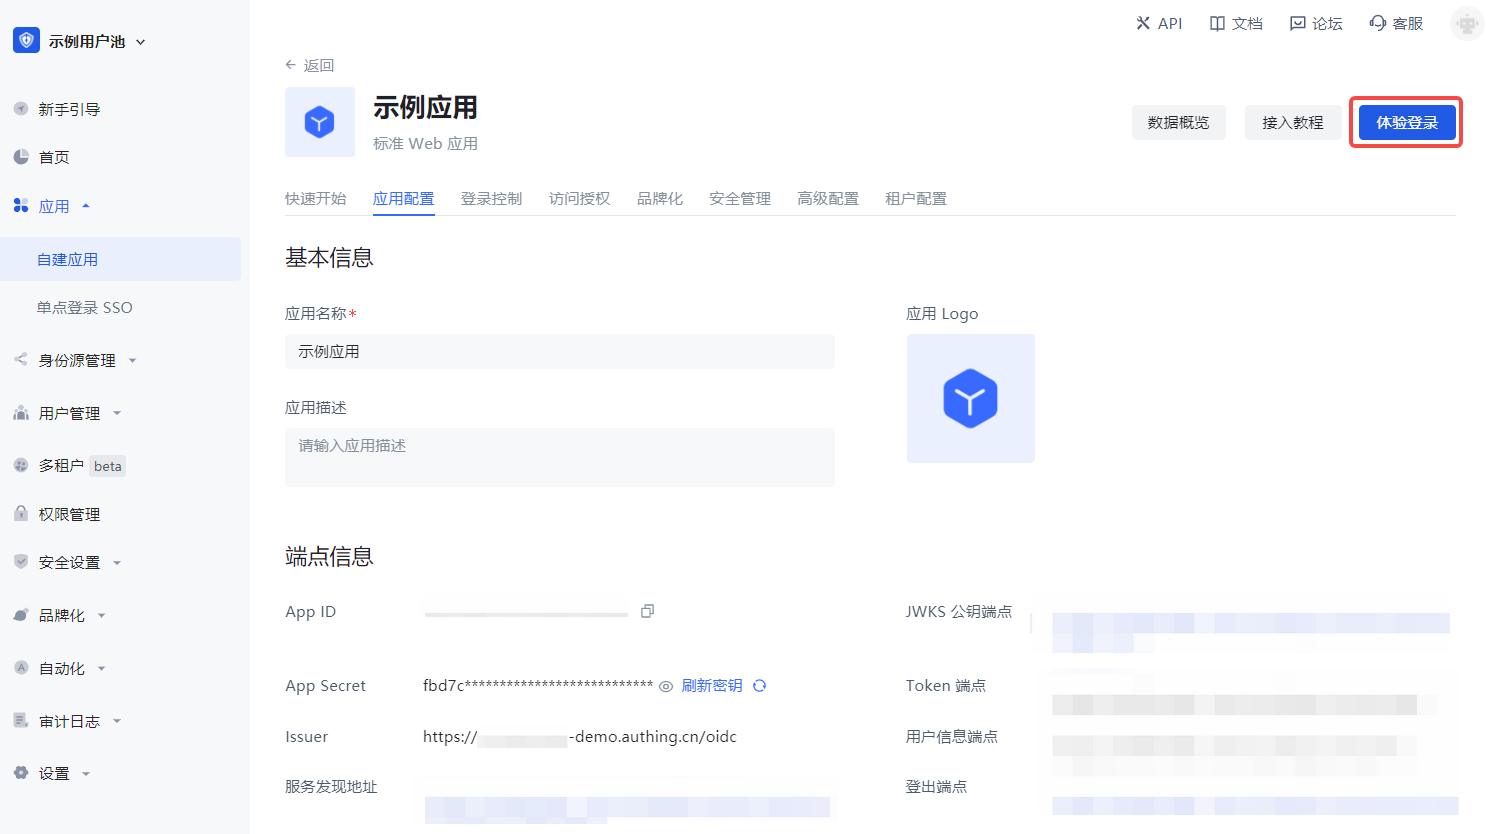 示例用户池
API 文档 论坛 客服
新手引导
首页
应用
自建应用
单点登录 SSO
身份源管理
用户管理
多租户 beta
权限管理
安全设置
品牌化
自动化
审计日志
设置
返回
示例应用
标准 Web 应用
数据概览 接入教程 体验登录
快速开始 应用配置 登录控制 访问授权 品牌化 安全管理 高级配置 租户配置
基本信息
应用名称*
示例应用
应用描述
请输入应用描述
应用 Logo
端点信息
App ID
JWKS 公钥端点
App Secret fbd7c*************************** 刷新密钥
Token 端点
Issuer https:// -demo.authing.cn/oidc
用户信息端点
服务发现地址
登出端点